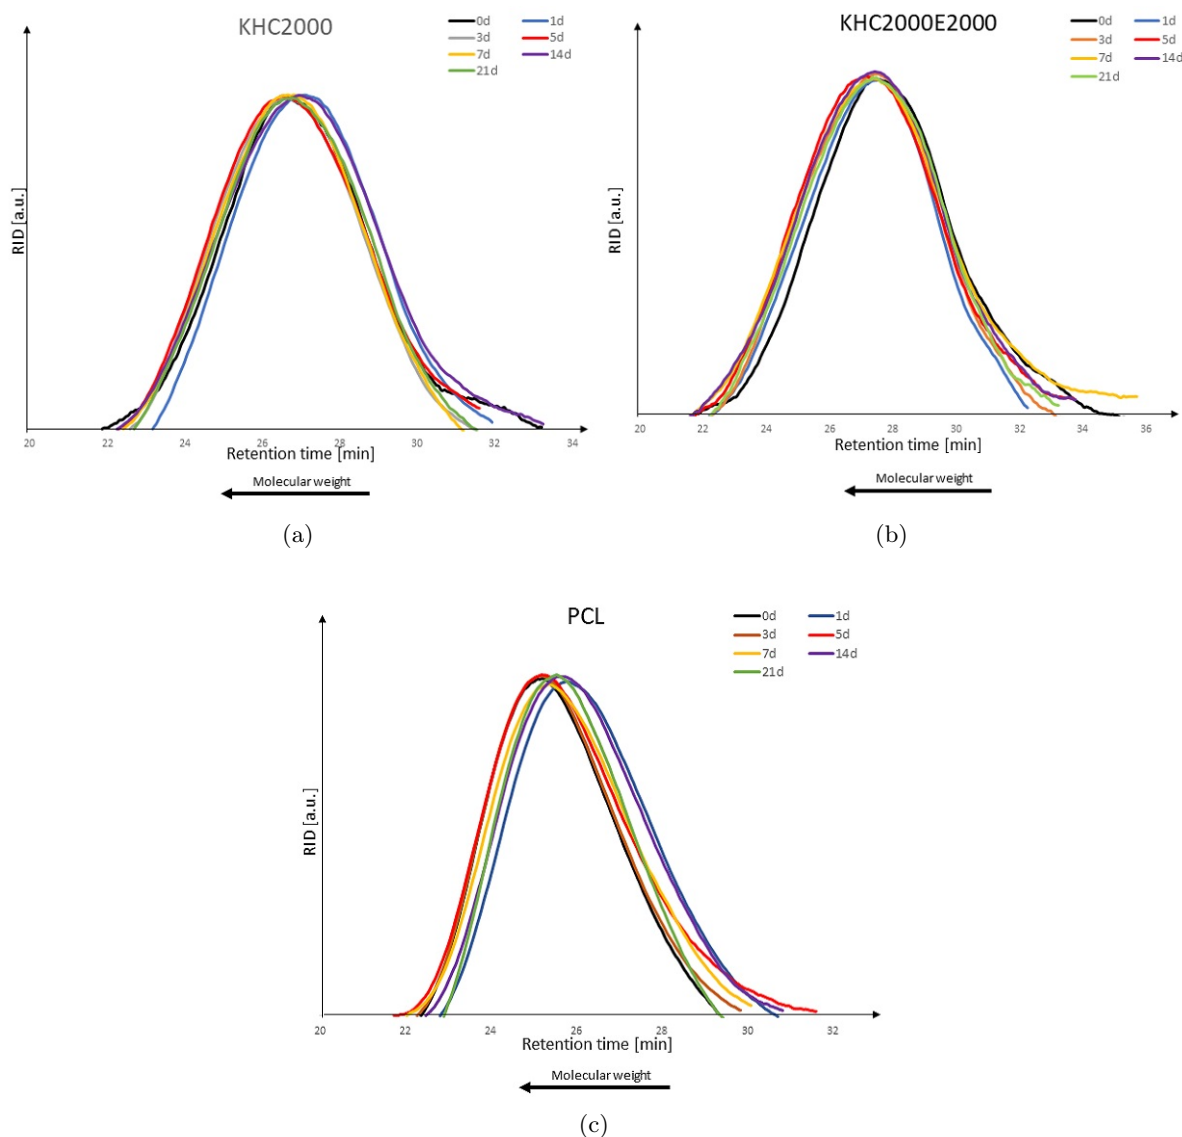 KHC2000
0d 1d
3d 5d
7d 14d
21d
RID [a.u.]
20 22 24 26 28 30 32 34
Retention time [min]
Molecular weight
(a)
KHC2000E2000
0d 1d
3d 5d
7d 14d
21d
RID [a.u.]
20 22 24 26 28 30 32 34 36
Retention time [min]
Molecular weight
(b)
PCL
0d 1d
3d 5d
7d 14d
21d
RID [a.u.]
20 22 24 26 28 30 32
Retention time [min]
Molecular weight
(c)